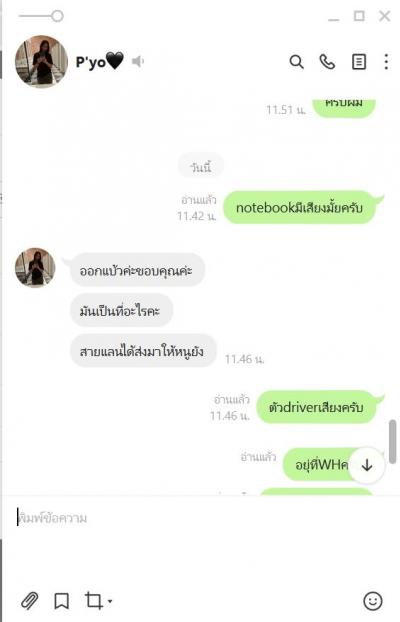 P'yo🖤
ครับผม
11.51 น.
วันนี้
อ่านแล้ว
11.42 น.
notebookมีเสียงมั้ยครับ
ออกแบ้วค่ะขอบคุณค่ะ
มันเป็นที่อะไรคะ
สายแลนได้ส่งมาให้หนูยัง
11.46 น.
อ่านแล้ว
11.46 น.
ตัวdriverเสียงครับ
อ่านแล้ว
อยู่ที่WHค
พิมพ์ข้อความ